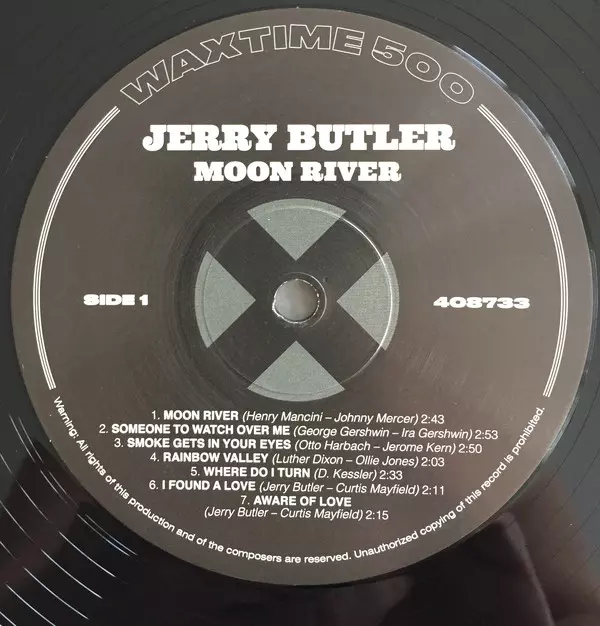 WAXTIME 500
JERRY BUTLER
MOON RIVER
SIDE 1
408733
1. MOON RIVER (Henry Mancini – Johnny Mercer) 2:43
2. SOMEONE TO WATCH OVER ME (George Gershwin – Ira Gershwin) 2:53
3. SMOKE GETS IN YOUR EYES (Otto Harbach – Jerome Kern) 2:50
4. RAINBOW VALLEY (Luther Dixon – Ollie Jones) 2:03
5. WHERE DO I TURN (D. Kessler) 2:33
6. I FOUND A LOVE (Jerry Butler – Curtis Mayfield) 2:11
7. AWARE OF LOVE
(Jerry Butler – Curtis Mayfield) 2:15
Warning: All rights of this production and of the composers are reserved. Unauthorized copying of this record is prohibited.